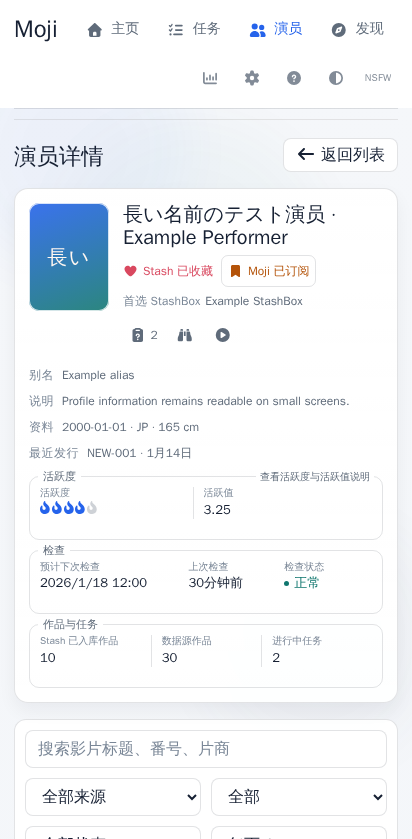 Moji 主页 任务 演员 发现
NSFW
演员详情 返回列表
長い
長い名前のテスト演員 ·
Example Performer
Stash 已收藏 Moji 已订阅
首选 StashBox Example StashBox
2
别名 Example alias
说明 Profile information remains readable on small screens.
资料 2000-01-01 · JP · 165 cm
最近发行 NEW-001 · 1月14日
活跃度 查看活跃度与活跃值说明
活跃度 活跃值
3.25
检查
预计下次检查 上次检查 检查状态
2026/1/18 12:00 30分钟前 正常
作品与任务
Stash 已入库作品 数据源作品 进行中任务
10 30 2
搜索影片标题、番号、片商
全部来源 全部